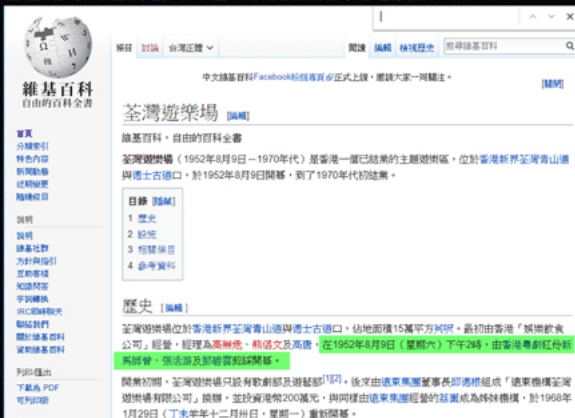 維基百科
自由的百科全書
首頁
分類索引
特色內容
新聞動態
近期變更
隨機條目
說明
說明
維基社群
方針與指引
互助客棧
知識問答
字詞轉換
IRC即時聊天
聯絡我們
關於維基百科
資助維基百科
列印/匯出
下載為 PDF
可列印版
條目 討論 台灣正體
閱讀 編輯 檢視歷史 搜尋維基百科
中文維基百科Facebook粉絲專頁正式上線,邀請大家一同關注。
[關閉]
荃灣遊樂場 [編輯]
維基百科,自由的百科全書
荃灣遊樂場(1952年8月9日-1970年代)是香港一個已結業的主題遊樂區,位於香港新界荃灣青山道
與德士古道口,於1952年8月9日開幕,到了1970年代初結業。
目錄 [隱藏]
1 歷史
2 設施
3 相關條目
4 參考資料
歷史 [編輯]
荃灣遊樂場位於香港新界荃灣青山道與德士古道口,佔地面積15萬平方呎。最初由香港「娛樂飲食
公司」經營,經理為高無危、熊估文及高唐,在1952年8月9日(星期六)下午2時,由香港粵劇紅伶新
馬師曾、張活游及鄧碧雲剪綵開幕。
開業初期,荃灣遊樂場只設有歌劇部及遊藝部[1][2]。後來由遠東集團董事長邱德根組成「遠東機構荃灣
遊樂場有限公司」接辦,並投資港幣200萬元,與同樣由遠東集團經營的荔園成為姊妹機構,於1968年
1月29日(丁未年十二月卅日,星期一)重新開幕。